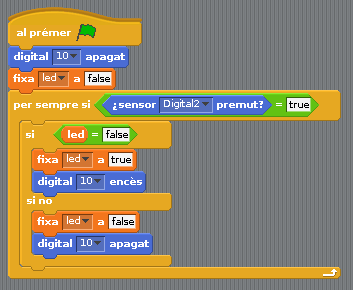 al prémer
digital 10 apagat
fixa led a false
per sempre si ¿sensor Digital2 premut? = true
si led = false
fixa led a true
digital 10 encès
si no
fixa led a false
digital 10 apagat